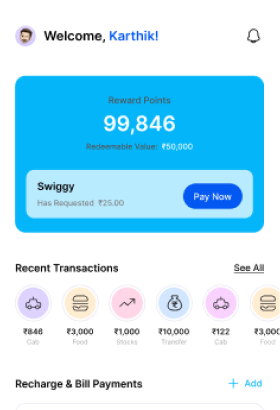 Welcome, Karthik!
Reward Points
99,846
Redeemable Value: ₹50,000
Swiggy
Has Requested ₹25.00
Pay Now
Recent Transactions
See All
₹846 ₹3,000 ₹1,000 ₹10,000 ₹122 ₹3,000
Cab Food Stocks Transfer Cab Food
Recharge & Bill Payments
+ Add